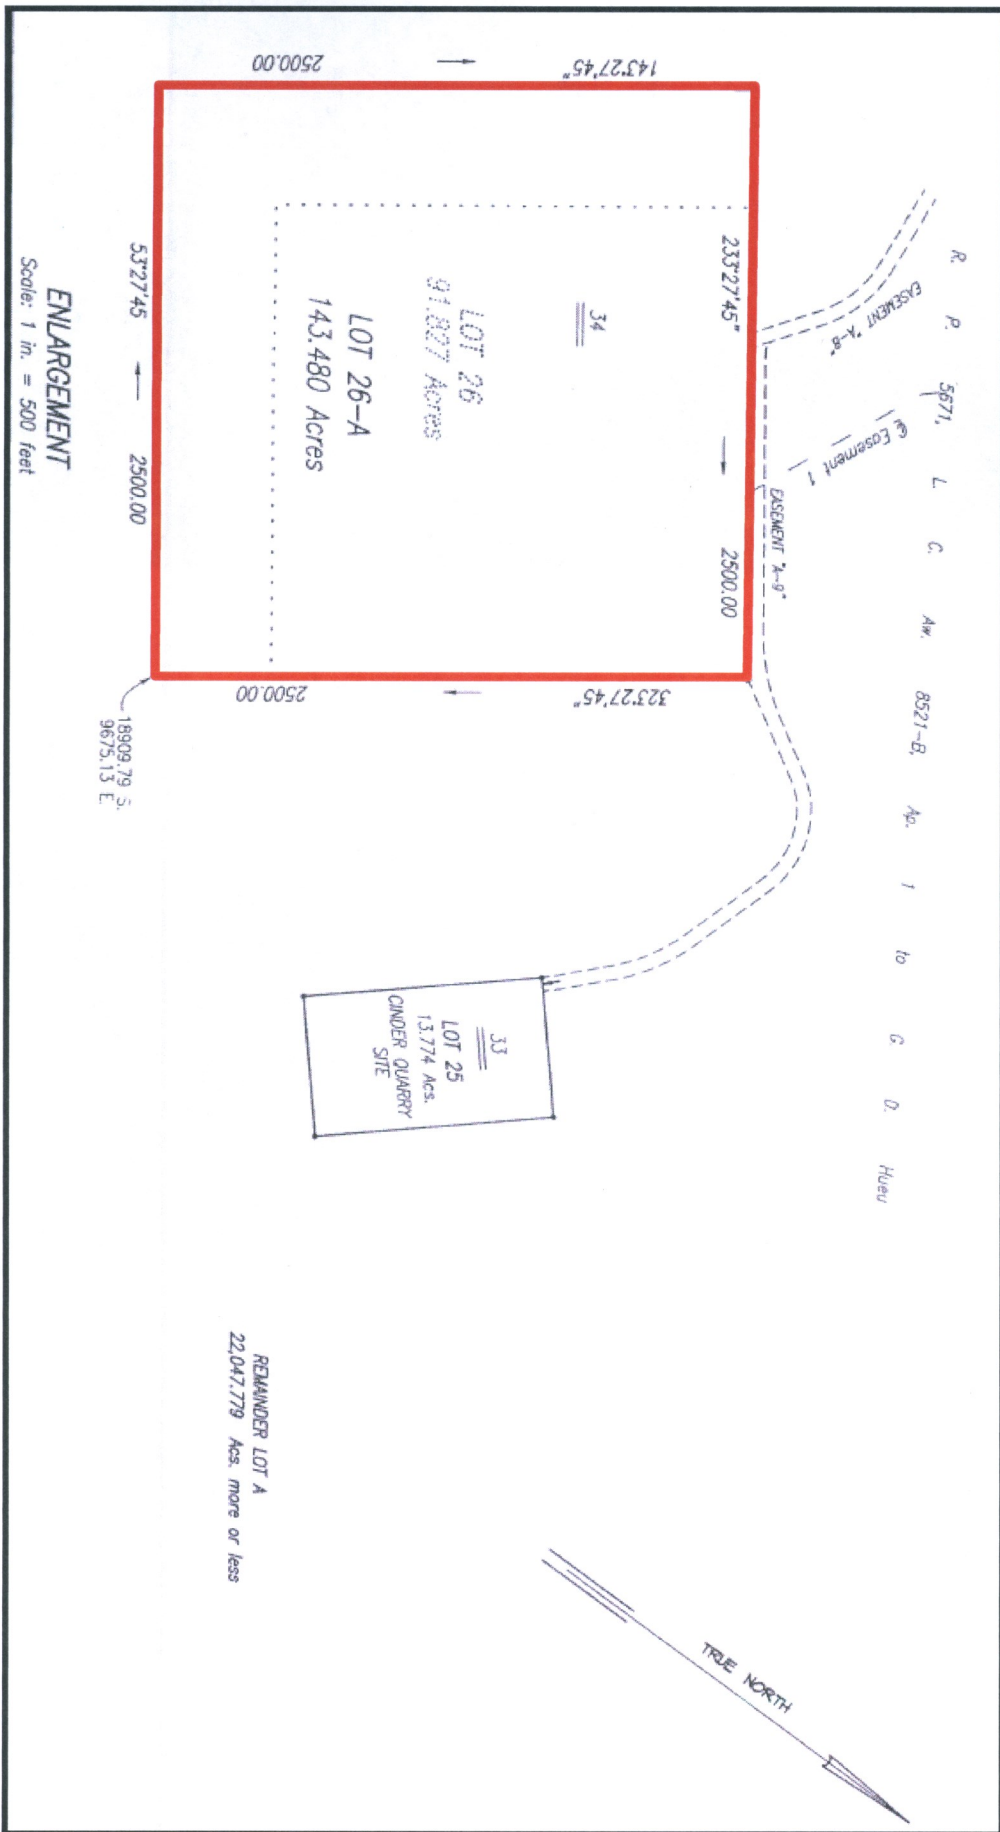 R. P. 5671, L. C. Aw. 8521-B, Ap. 1 to G. D. Hueu
EASEMENT "A-8"
℄ Easement 1
EASEMENT "A-9"
143°27'45" 2500.00
233°27'45" 2500.00
323°27'45" 2500.00
53°27'45 2500.00
34
LOT 26
91.827 Acres
LOT 26-A
143.480 Acres
18909.79 S.
9675.13 E.
33
LOT 25
13.774 Acs.
CINDER QUARRY
SITE
TRUE NORTH
REMAINDER LOT A
22,047.779 Acs. more or less
ENLARGEMENT
Scale: 1 in. = 500 feet